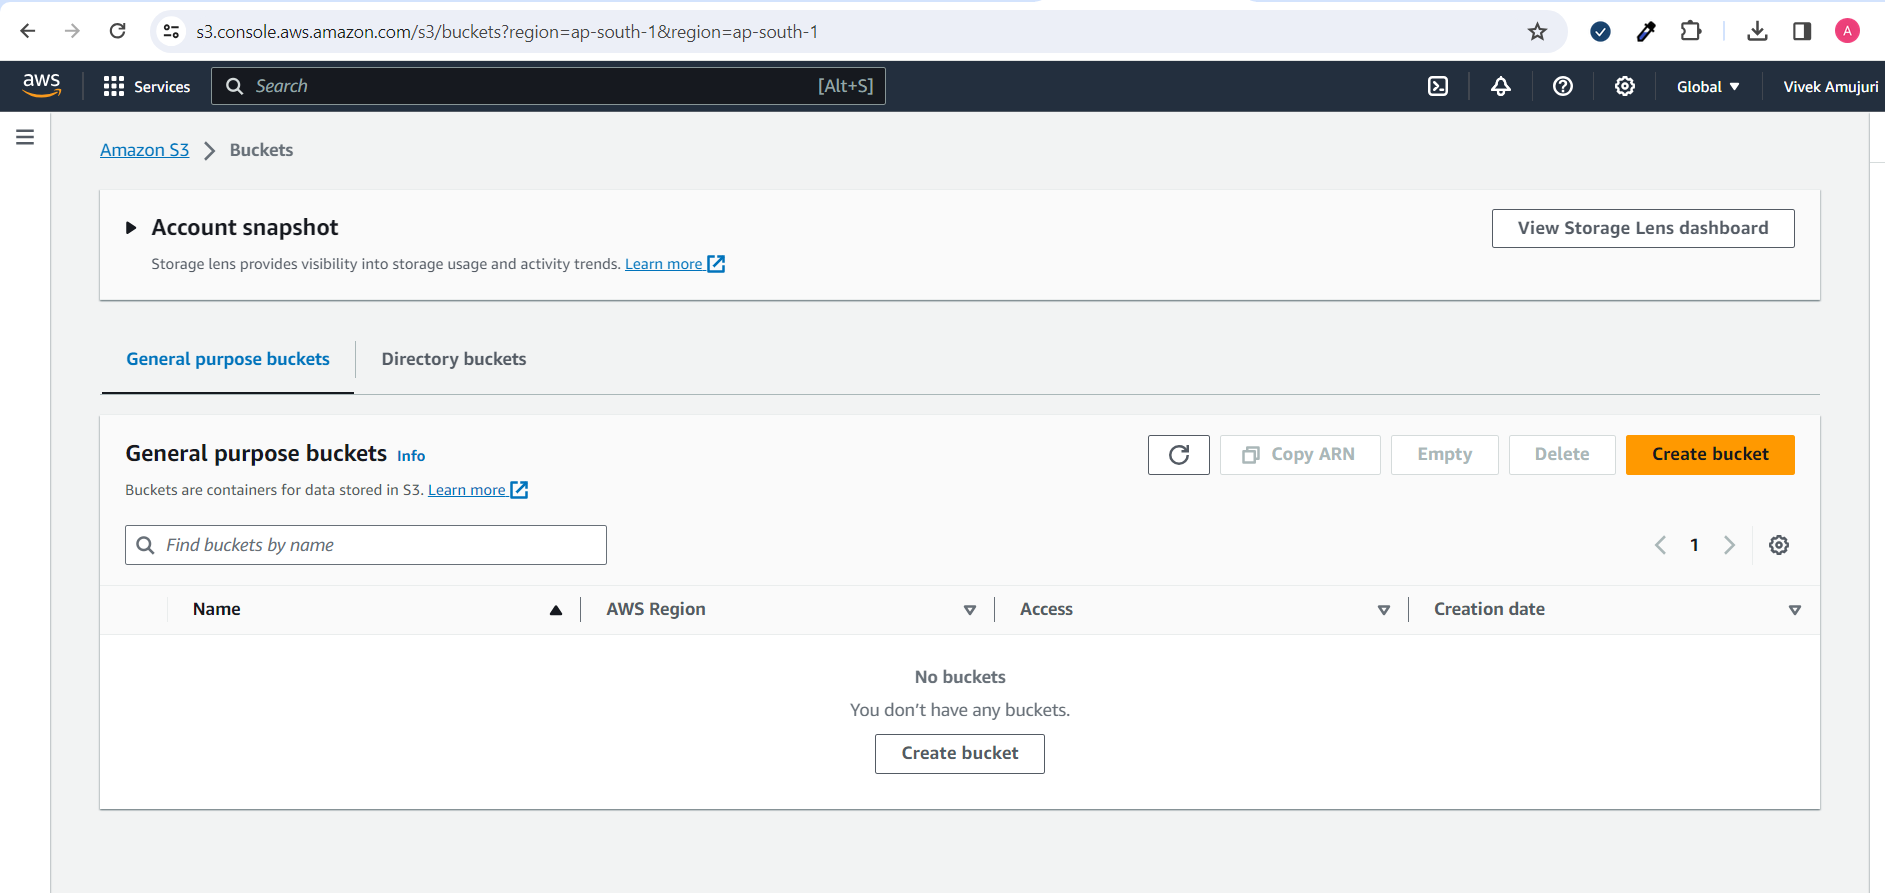 s3.console.aws.amazon.com/s3/buckets?region=ap-south-1&region=ap-south-1
A
aws
Services
Search
[Alt+S]
Global
Vivek Amujuri
Amazon S3
Buckets
Account snapshot
View Storage Lens dashboard
Storage lens provides visibility into storage usage and activity trends. Learn more
General purpose buckets
Directory buckets
General purpose buckets Info
Copy ARN
Empty
Delete
Create bucket
Buckets are containers for data stored in S3. Learn more
Find buckets by name
1
Name
AWS Region
Access
Creation date
No buckets
You don’t have any buckets.
Create bucket